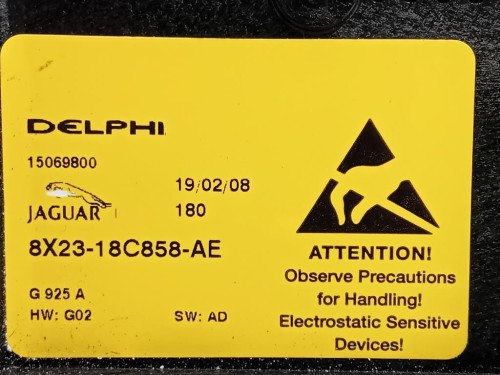 DELPHI
15069800
19/02/08
JAGUAR
180
8X23-18C858-AE
G 925 A
HW: G02
SW: AD
ATTENTION!
Observe Precautions
for Handling!
Electrostatic Sensitive
Devices!